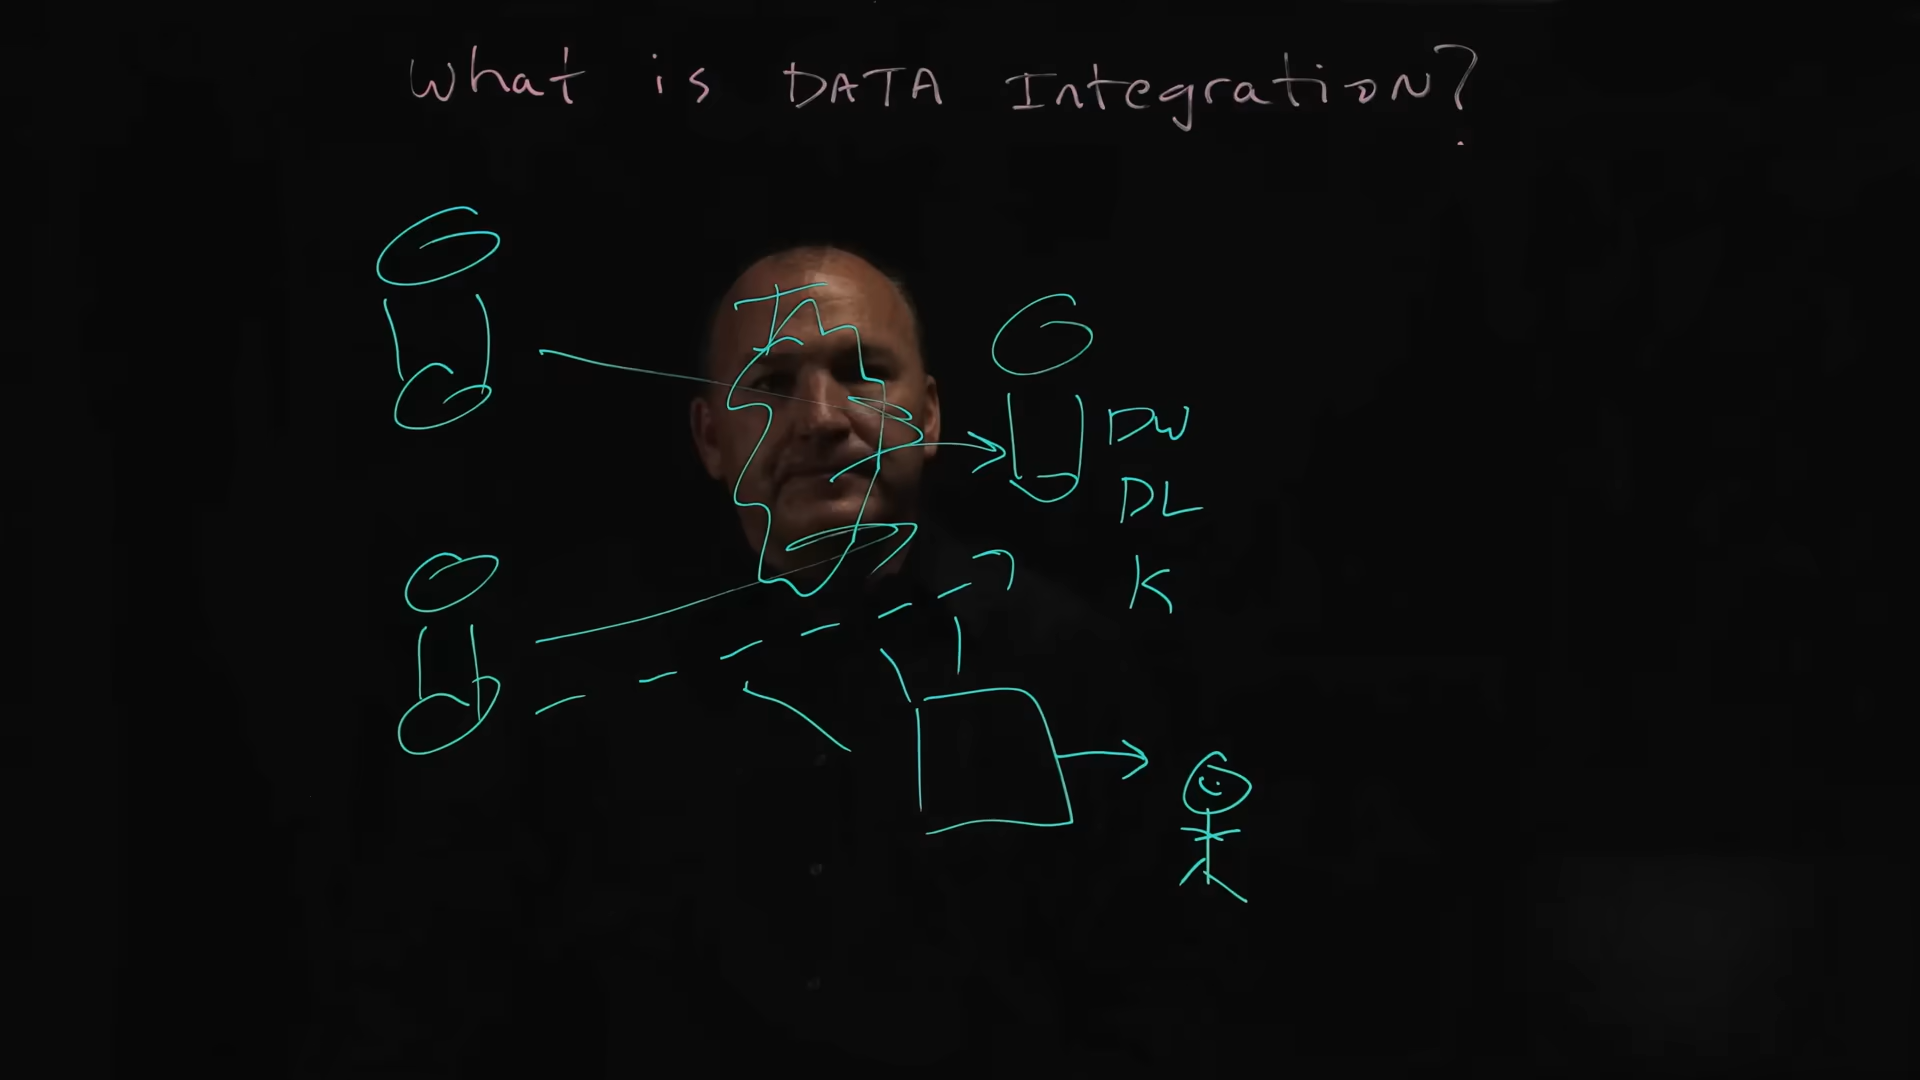 What is DATA Integration?
DW
DL
K